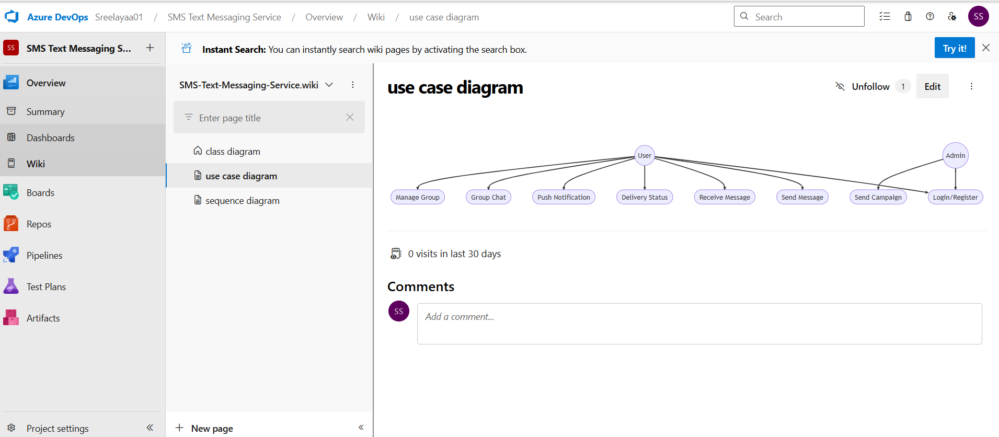 Azure DevOps Sreelayaa01 / SMS Text Messaging Service / Overview / Wiki / use case diagram
Search
SS
SS SMS Text Messaging S... +
Overview
Summary
Dashboards
Wiki
Boards
Repos
Pipelines
Test Plans
Artifacts
Project settings
Instant Search: You can instantly search wiki pages by activating the search box.
Try it!
SMS-Text-Messaging-Service.wiki
Enter page title
class diagram
use case diagram
sequence diagram
+ New page
use case diagram
Unfollow 1
Edit
User
Admin
Manage Group
Group Chat
Push Notification
Delivery Status
Receive Message
Send Message
Send Campaign
Login/Register
0 visits in last 30 days
Comments
SS
Add a comment...